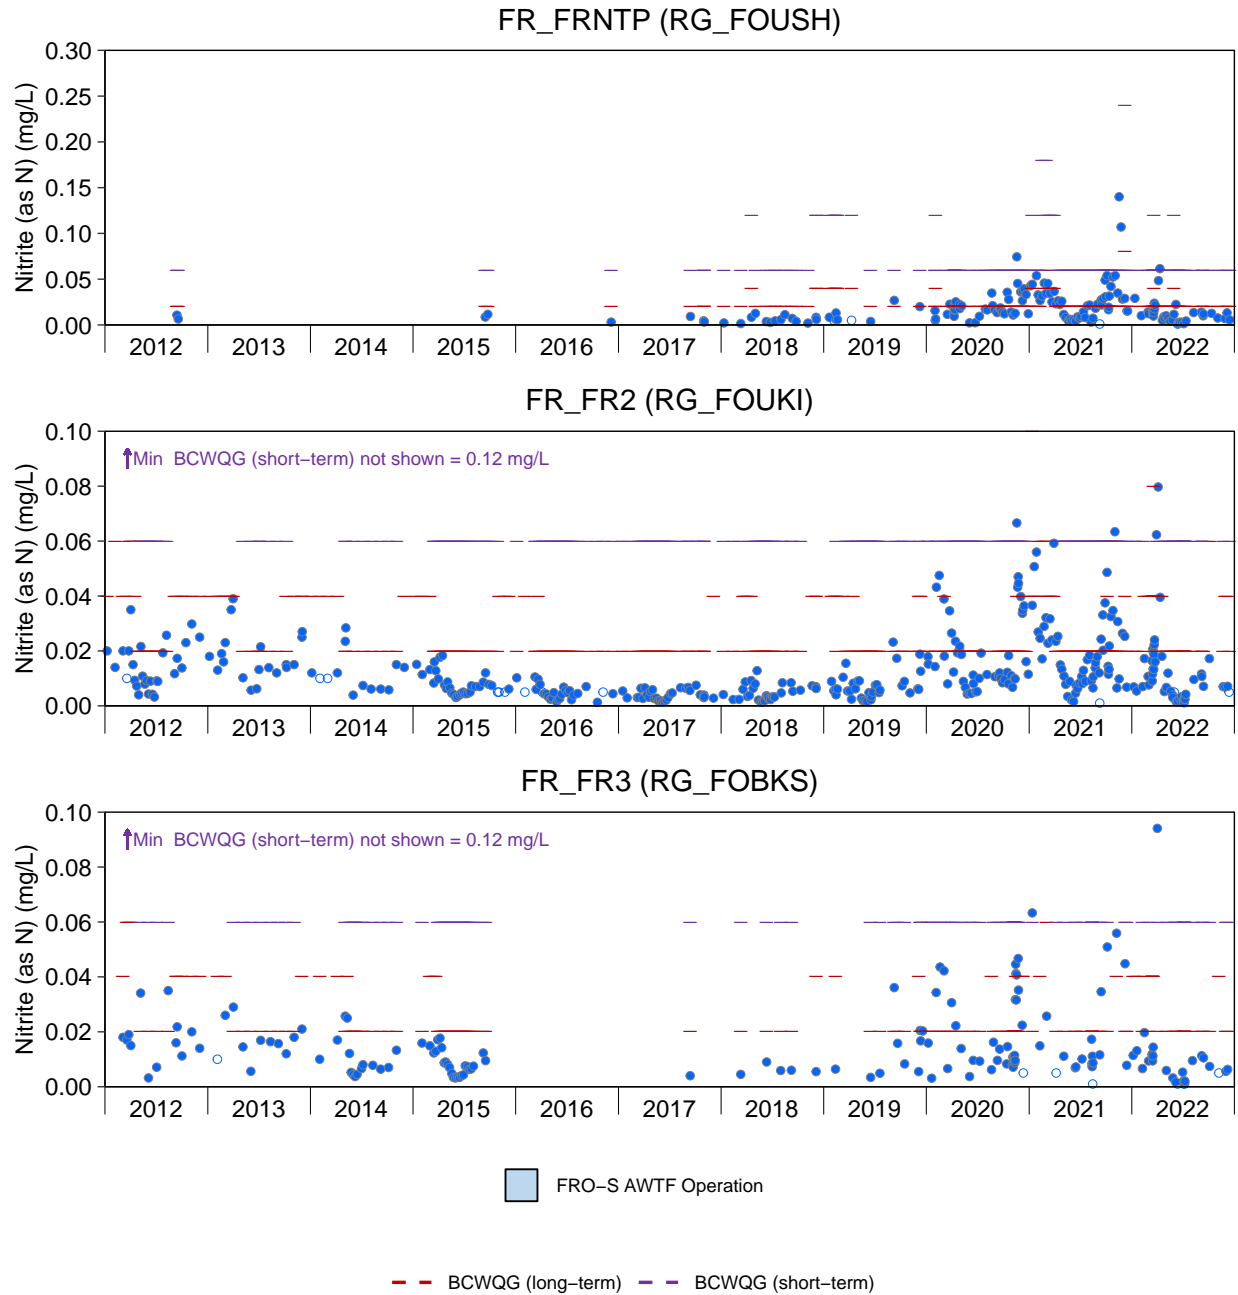 FR_FRNTP (RG_FOUSH)
Nitrite (as N) (mg/L)
0.30
0.25
0.20
0.15
0.10
0.05
0.00
2012 2013 2014 2015 2016 2017 2018 2019 2020 2021 2022
FR_FR2 (RG_FOUKI)
Nitrite (as N) (mg/L)
0.10
Min BCWQG (short−term) not shown = 0.12 mg/L
0.08
0.06
0.04
0.02
0.00
2012 2013 2014 2015 2016 2017 2018 2019 2020 2021 2022
FR_FR3 (RG_FOBKS)
Nitrite (as N) (mg/L)
0.10
Min BCWQG (short−term) not shown = 0.12 mg/L
0.08
0.06
0.04
0.02
0.00
2012 2013 2014 2015 2016 2017 2018 2019 2020 2021 2022
FRO−S AWTF Operation
BCWQG (long−term) BCWQG (short−term)